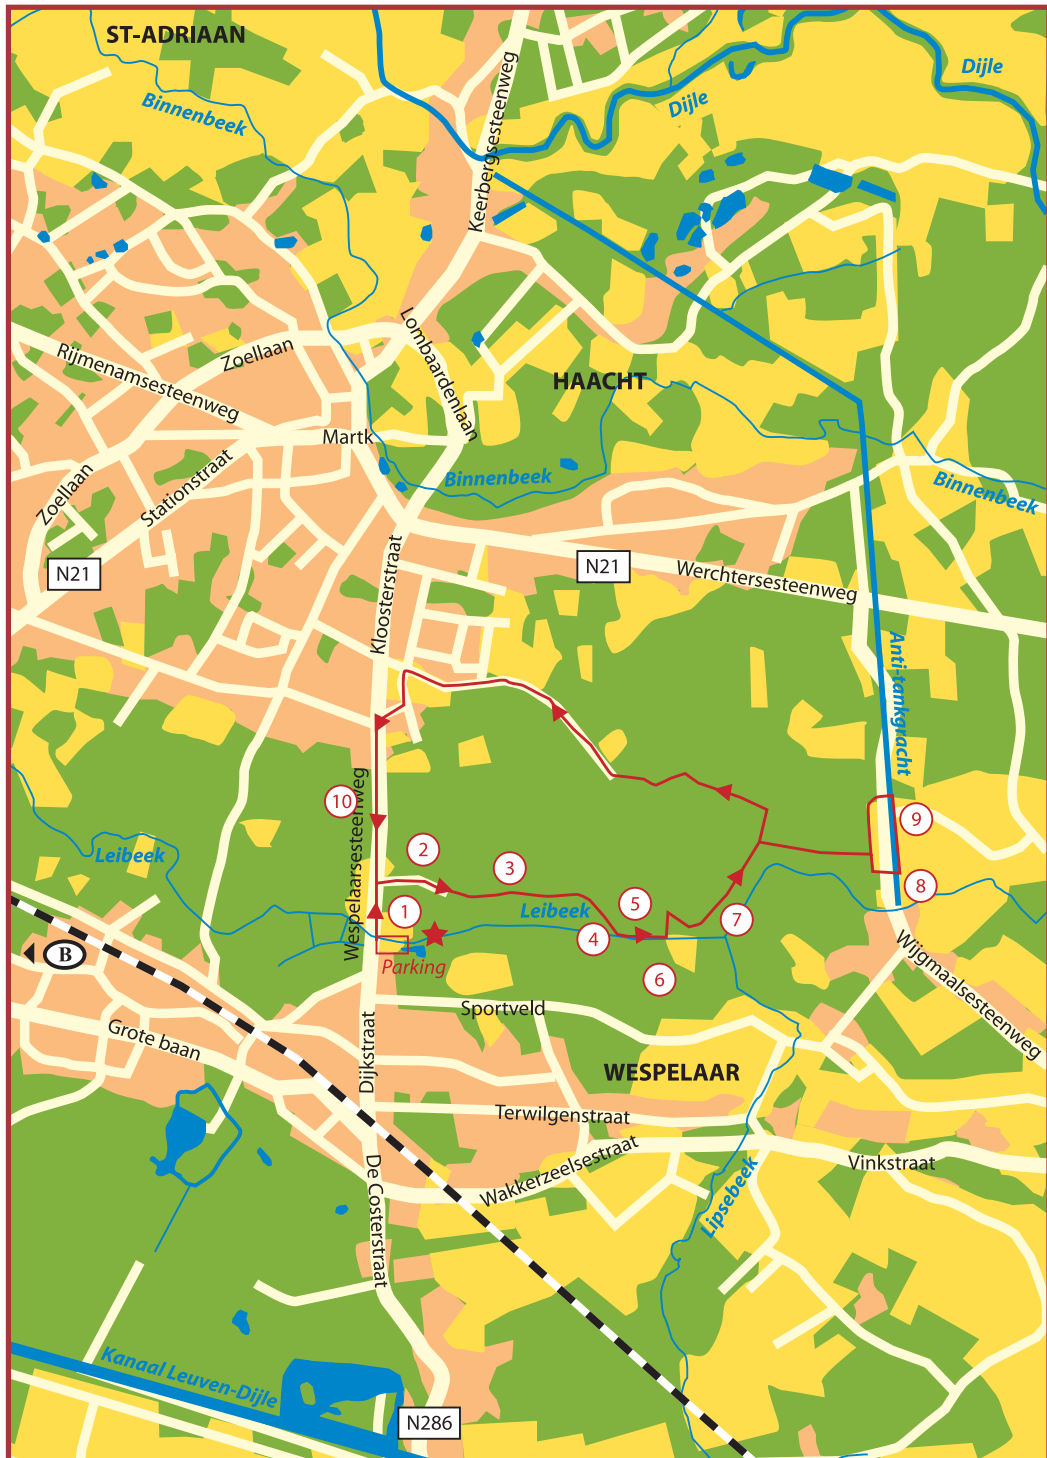 ST-ADRIAAN
Binnenbeek
Keerbergsesteenweg
Dijle
Dijle
Lombaardenlaan
Zoellaan
Rijmenamsesteenweg
HAACHT
Martk
Binnenbeek
Binnenbeek
Zoellaan
Stationstraat
N21
Kloosterstraat
N21
Werchtersesteenweg
Anti-tankgracht
10
Wespelaarsesteenweg
2
3
9
8
Leibeek
1
Leibeek
5
4
7
6
B
Parking
Wijgmaalsesteenweg
Sportveld
Grote baan
Dijkstraat
WESPELAAR
Terwilgenstraat
Wakkerzeelsestraat
Vinkstraat
De Costerstraat
Lipsebeek
Kanaal Leuven-Dijle
N286